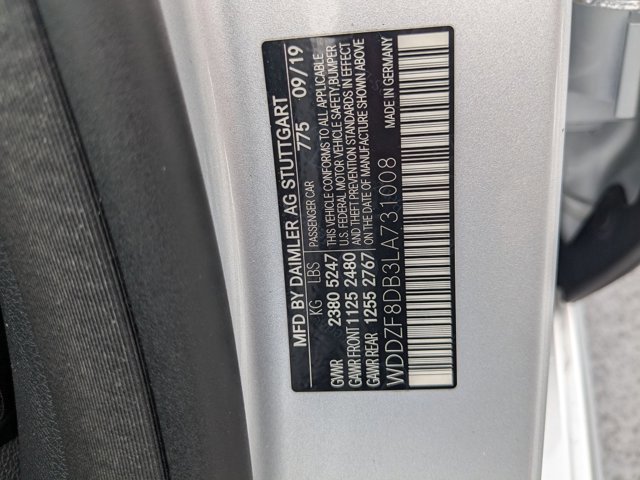 MFD BY DAIMLER AG STUTTGART
775 09/19
KG LBS PASSENGER CAR
GVWR 2380 5247 THIS VEHICLE CONFORMS TO ALL APPLICABLE
GAWR FRONT 1125 2480 U.S. FEDERAL MOTOR VEHICLE SAFETY, BUMPER
GAWR REAR 1255 2767 AND THEFT PREVENTION STANDARDS IN EFFECT
ON THE DATE OF MANUFACTURE SHOWN ABOVE
WDDZF8DB3LA731008 MADE IN GERMANY